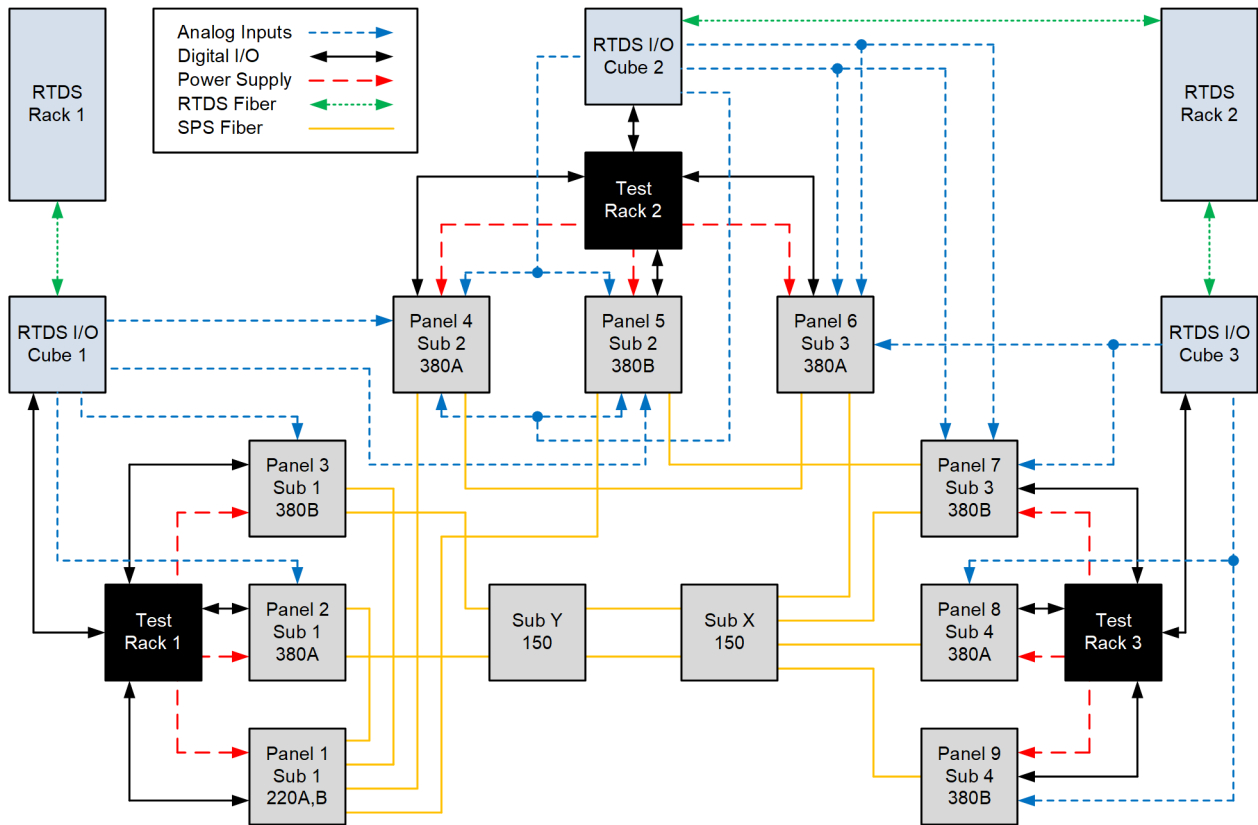 RTDS
Rack 1
Analog Inputs
Digital I/O
Power Supply
RTDS Fiber
SPS Fiber
RTDS I/O
Cube 2
RTDS
Rack 2
Test
Rack 2
RTDS I/O
Cube 1
Panel 4
Sub 2
380A
Panel 5
Sub 2
380B
Panel 6
Sub 3
380A
RTDS I/O
Cube 3
Panel 3
Sub 1
380B
Panel 7
Sub 3
380B
Test
Rack 1
Panel 2
Sub 1
380A
Sub Y
150
Sub X
150
Panel 8
Sub 4
380A
Test
Rack 3
Panel 1
Sub 1
220A,B
Panel 9
Sub 4
380B